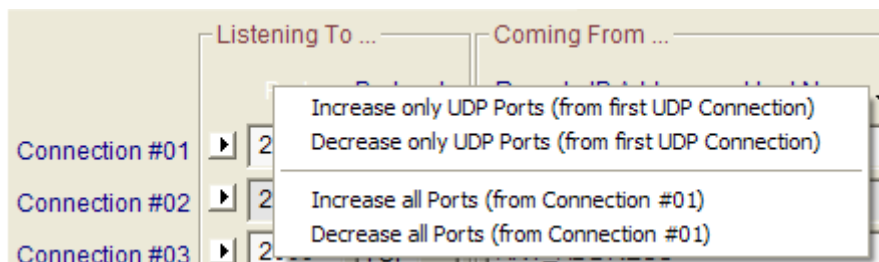 Listening To ...
Coming From ...
Increase only UDP Ports (from first UDP Connection)
Decrease only UDP Ports (from first UDP Connection)
Connection #01
2
Increase all Ports (from Connection #01)
Connection #02
2
Decrease all Ports (from Connection #01)
Connection #03